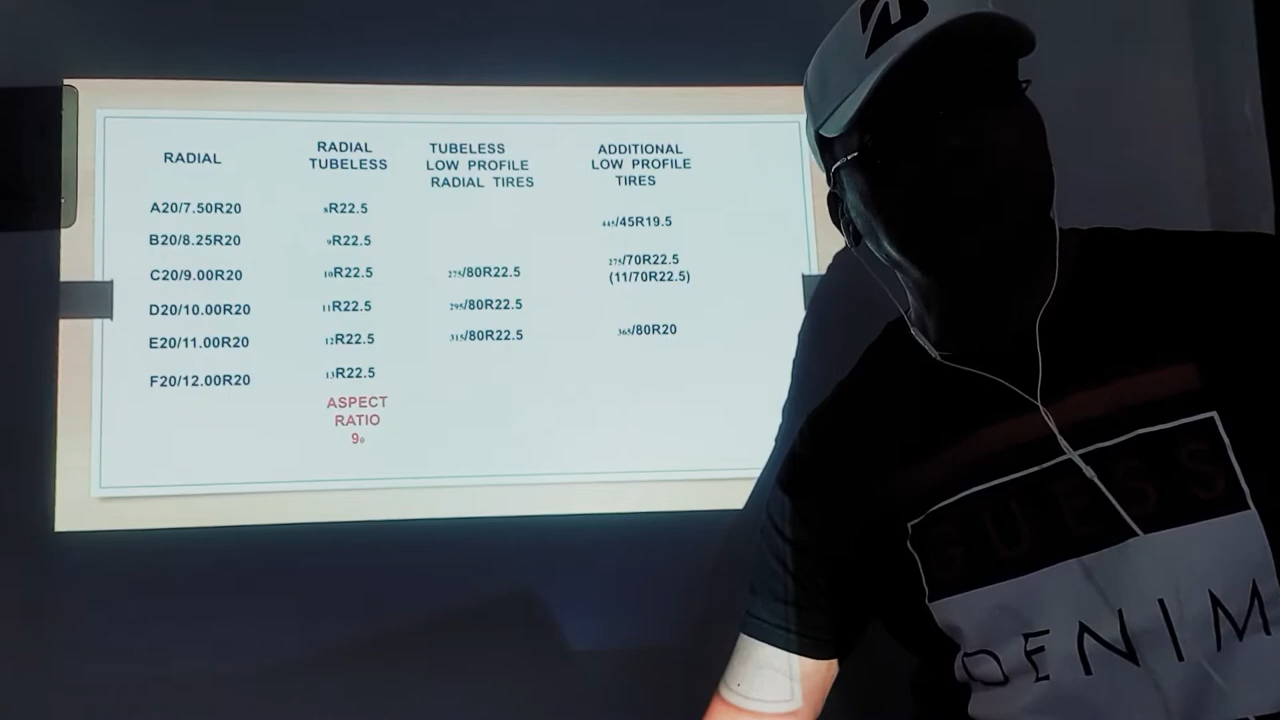 RADIAL
A20/7.50R20
B20/8.25R20
C20/9.00R20
D20/10.00R20
E20/11.00R20
F20/12.00R20
RADIAL
TUBELESS
8R22.5
9R22.5
10R22.5
11R22.5
12R22.5
13R22.5
ASPECT
RATIO
90
TUBELESS
LOW PROFILE
RADIAL TIRES
275/80R22.5
295/80R22.5
315/80R22.5
ADDITIONAL
LOW PROFILE
TIRES
445/45R19.5
275/70R22.5
(11/70R22.5)
365/80R20
GUESS
DENIM